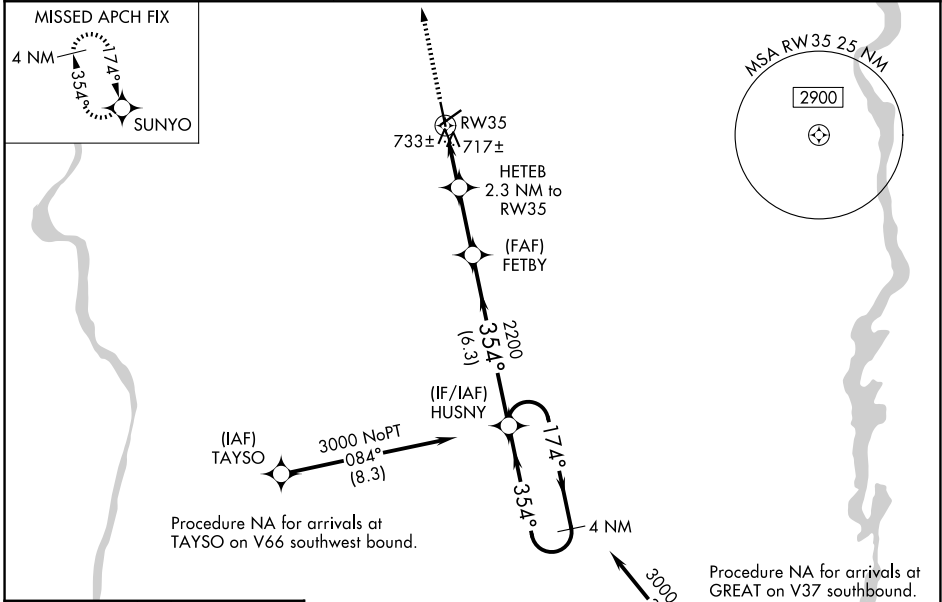 MISSED APCH FIX
4 NM
174°
354°
SUNYO
MSA RW35 25 NM
2900
RW35
733±
717±
HETEB
2.3 NM to
RW35
(FAF)
FETBY
2200
354°
(6.3)
(IF/IAF)
HUSNY
(IAF)
TAYSO
3000 NoPT
084°
(8.3)
174°
354°
4 NM
Procedure NA for arrivals at
TAYSO on V66 southwest bound.
3000
Procedure NA for arrivals at
GREAT on V37 southbound.